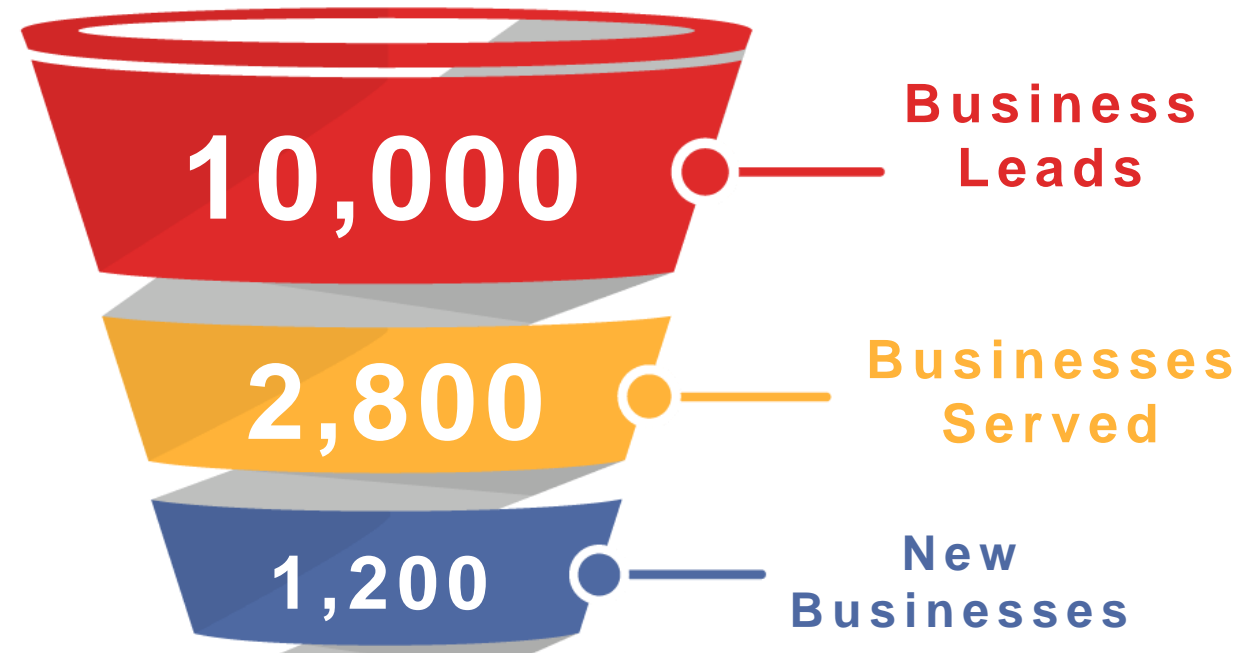 10,000
Business
Leads
2,800
Businesses
Served
1,200
New
Businesses